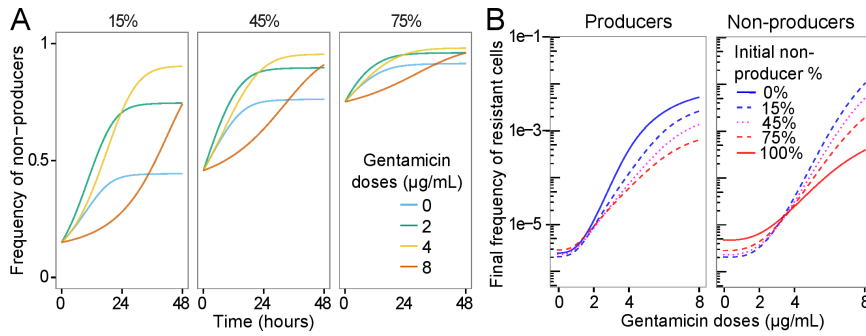 A
15%
45%
75%
Frequency of non-producers
1
0.5
0
Gentamicin
doses (µg/mL)
0
2
4
8
0 24 48
0 24 48
0 24 48
Time (hours)
B
Producers
Non-producers
Final frequency of resistant cells
1e−1
1e−3
1e−5
Initial non-
producer %
0%
15%
45%
75%
100%
0 2 4 6 8
0 2 4 6 8
Gentamicin doses (µg/mL)